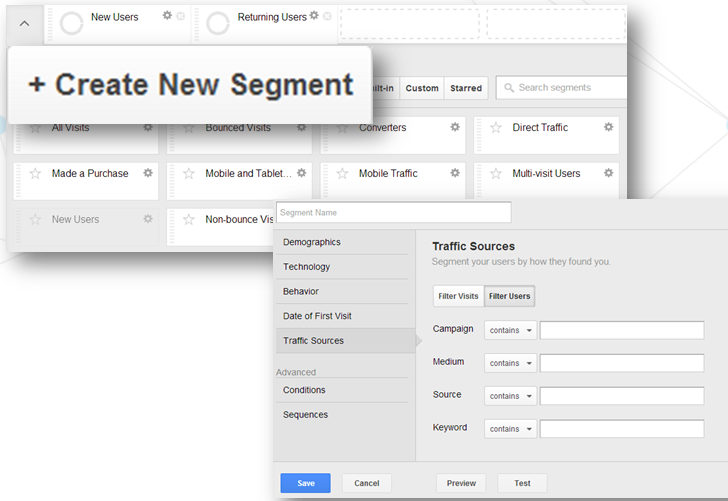 New Users
Returning Users
+ Create New Segment
Custom
Starred
Search segments
All Visits
Bounced Visits
Converters
Direct Traffic
Made a Purchase
Mobile and Tablet...
Mobile Traffic
Multi-visit Users
New Users
Non-bounce Vis
Segment Name
Demographics
Technology
Behavior
Date of First Visit
Traffic Sources
Advanced
Conditions
Sequences
Traffic Sources
Segment your users by how they found you.
Filter Visits
Filter Users
Campaign contains
Medium contains
Source contains
Keyword contains
Save
Cancel
Preview
Test